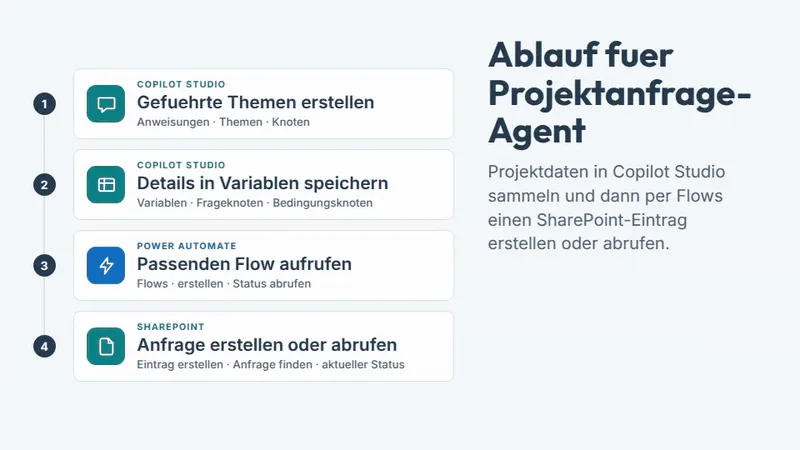 Ablauf fuer
Projektanfrage-
Agent
Projektdaten in Copilot Studio
sammeln und dann per Flows
einen SharePoint-Eintrag
erstellen oder abrufen.
1
COPILOT STUDIO
Gefuehrte Themen erstellen
Anweisungen · Themen · Knoten
2
COPILOT STUDIO
Details in Variablen speichern
Variablen · Frageknoten · Bedingungsknoten
3
POWER AUTOMATE
Passenden Flow aufrufen
Flows · erstellen · Status abrufen
4
SHAREPOINT
Anfrage erstellen oder abrufen
Eintrag erstellen · Anfrage finden · aktueller Status